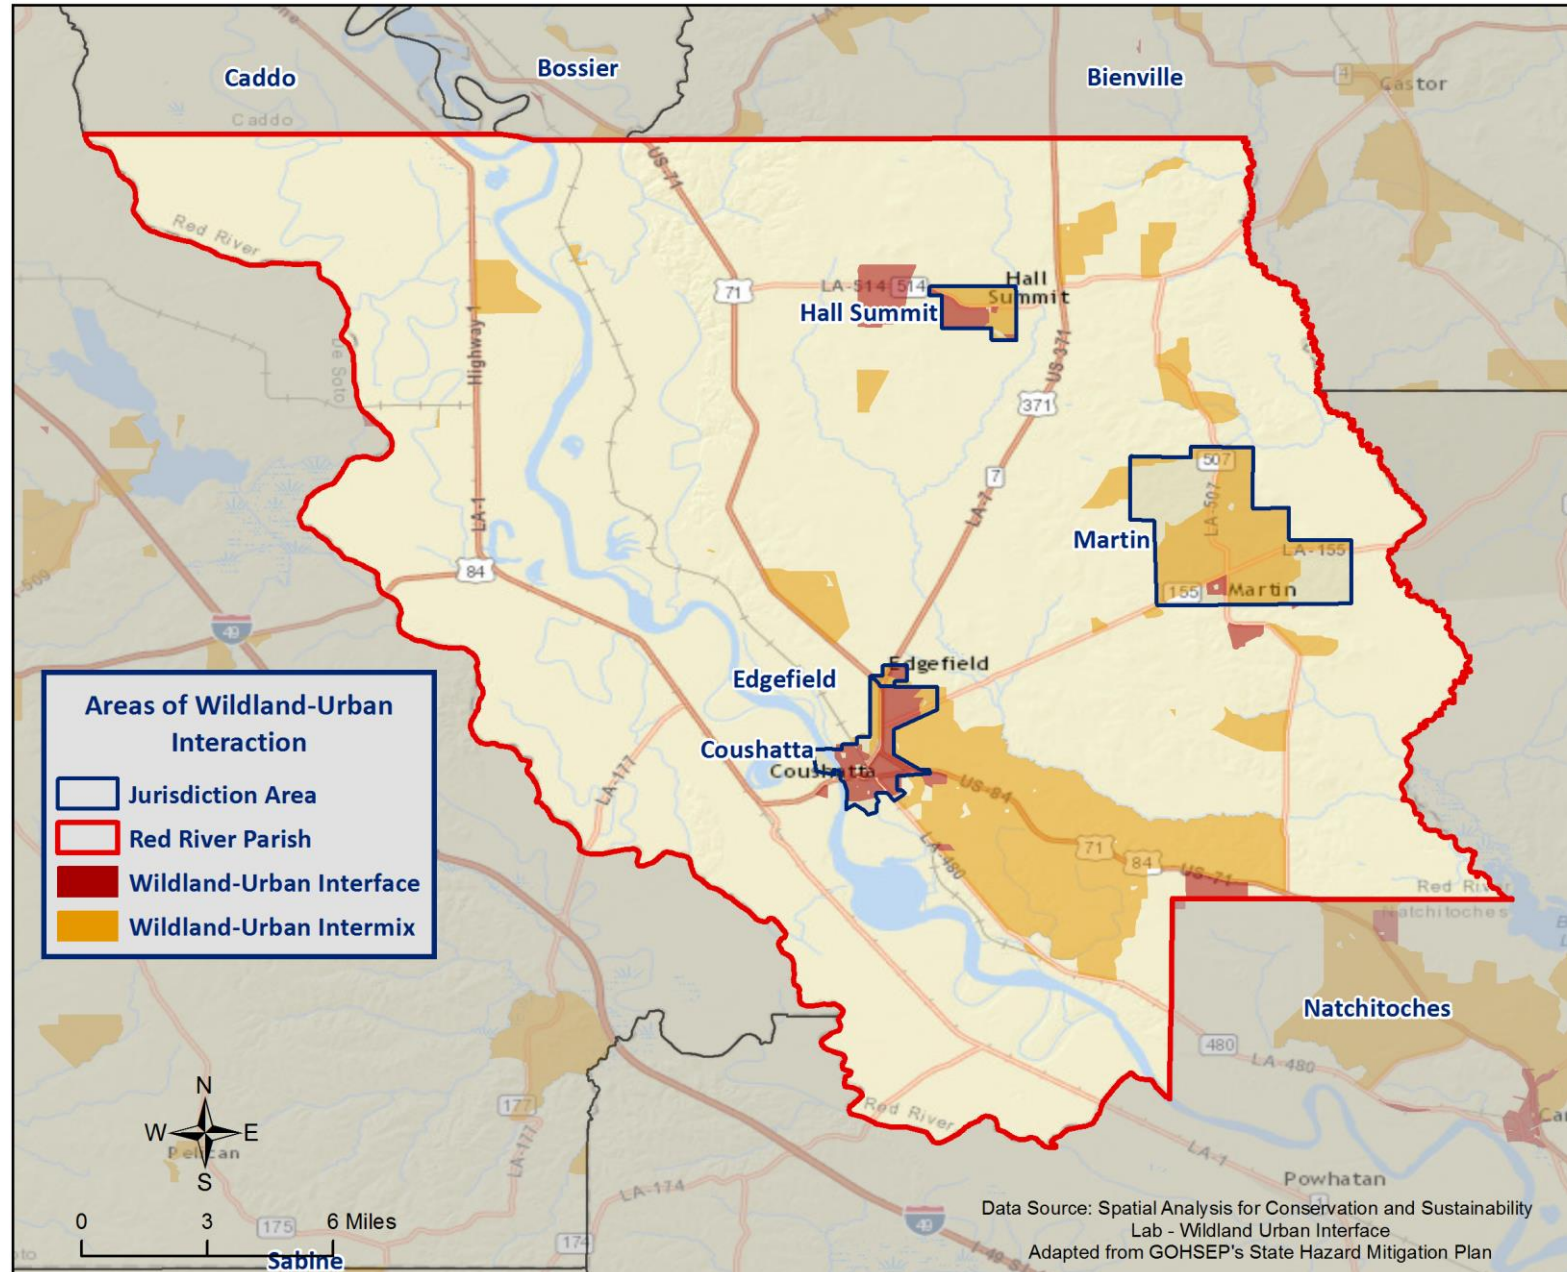 Caddo
Bossier
Bienville
Caddo
4
Castor
US-71
Red River
Highway 1
71
LA-514
514
Hall
Summit
Hall Summit
De Soto
US-371
371
7
507
LA-507
LA-7
LA-1
Martin
LA-155
84
155
Martin
49
Edgefield
Edgefield
Coushatta
Coushatta
US-84
LA-177
LA-480
71
84
US-71
Red River
Natchitoches
Areas of Wildland-Urban
Interaction
Jurisdiction Area
Red River Parish
Wildland-Urban Interface
Wildland-Urban Intermix
Natchitoches
480
LA-480
177
LA-177
Red River
LA-1
N
W E
S
Pelican
Powhatan
1
LA-174
0 3 6 Miles
175
174
49
Sabine
Data Source: Spatial Analysis for Conservation and Sustainability
Lab - Wildland Urban Interface
Adapted from GOHSEP's State Hazard Mitigation Plan